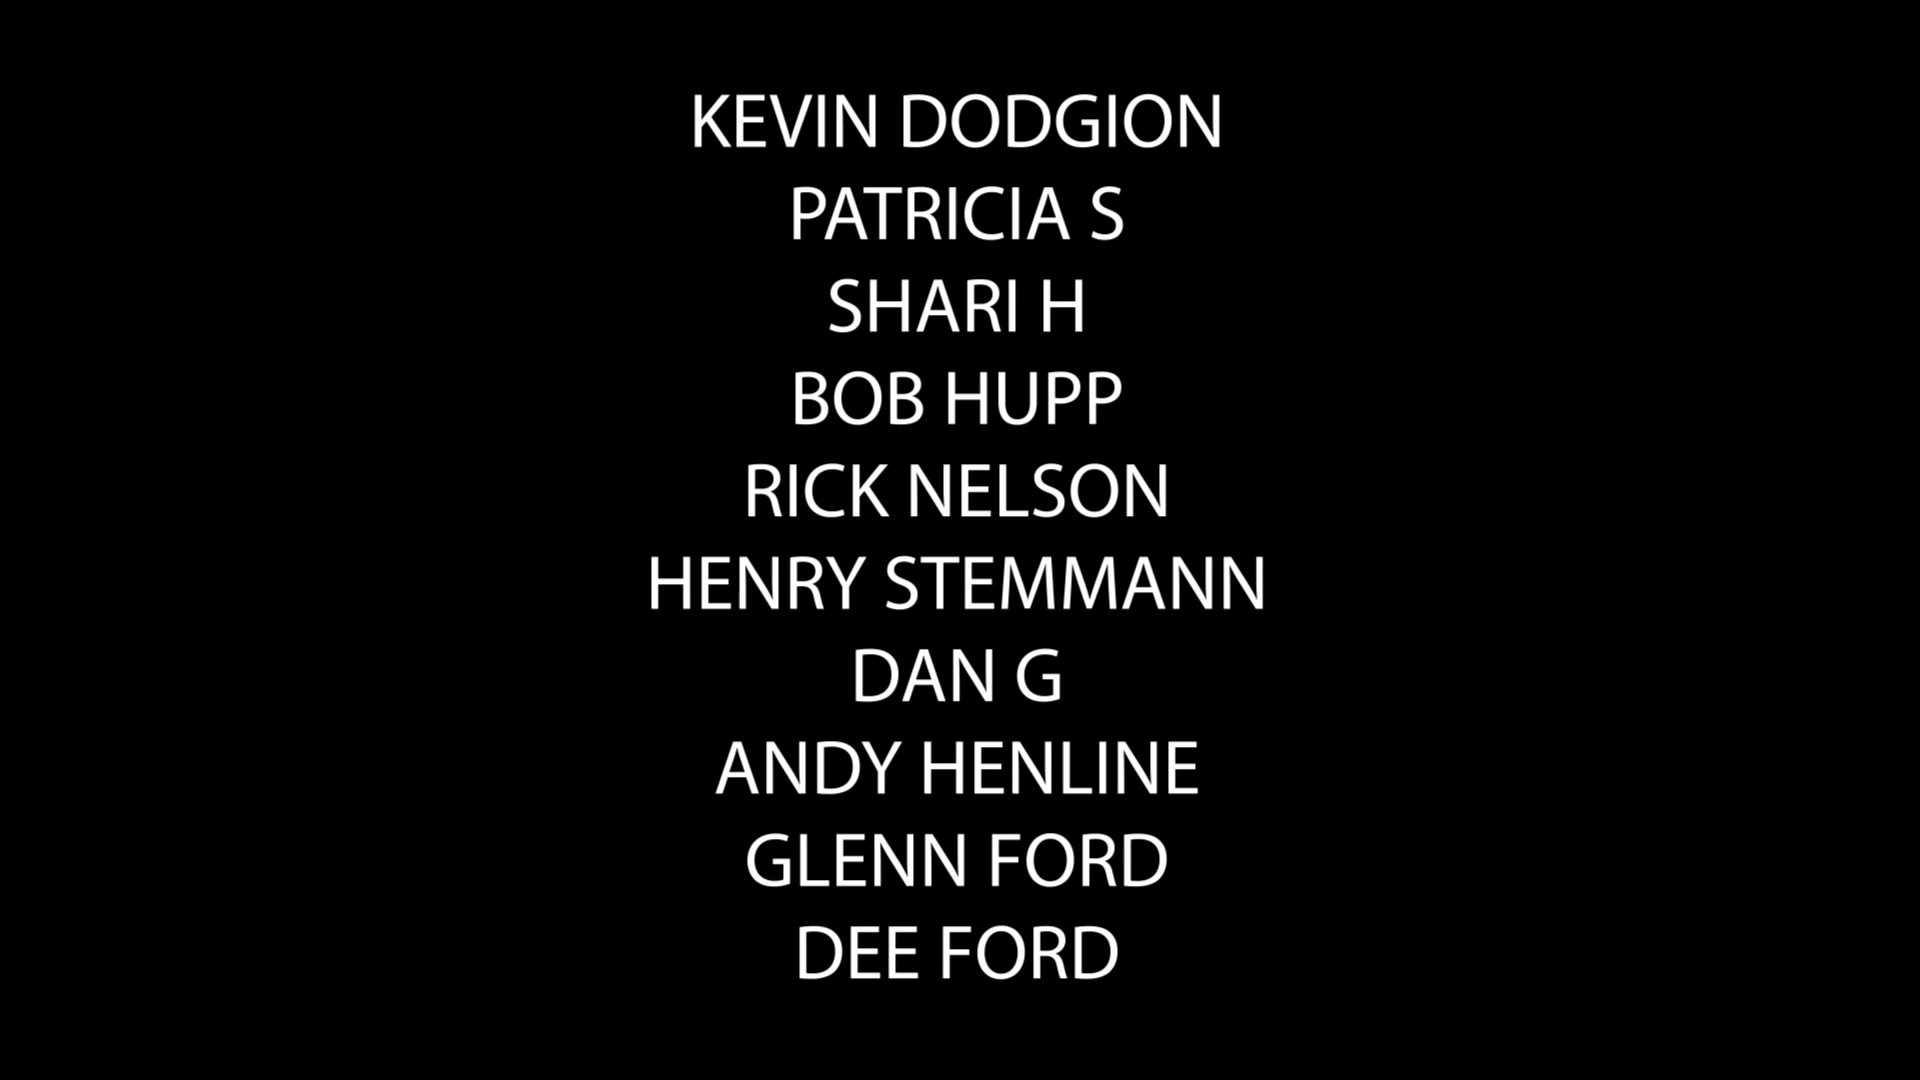 KEVIN DODGION
PATRICIA S
SHARI H
BOB HUPP
RICK NELSON
HENRY STEMMANN
DAN G
ANDY HENLINE
GLENN FORD
DEE FORD